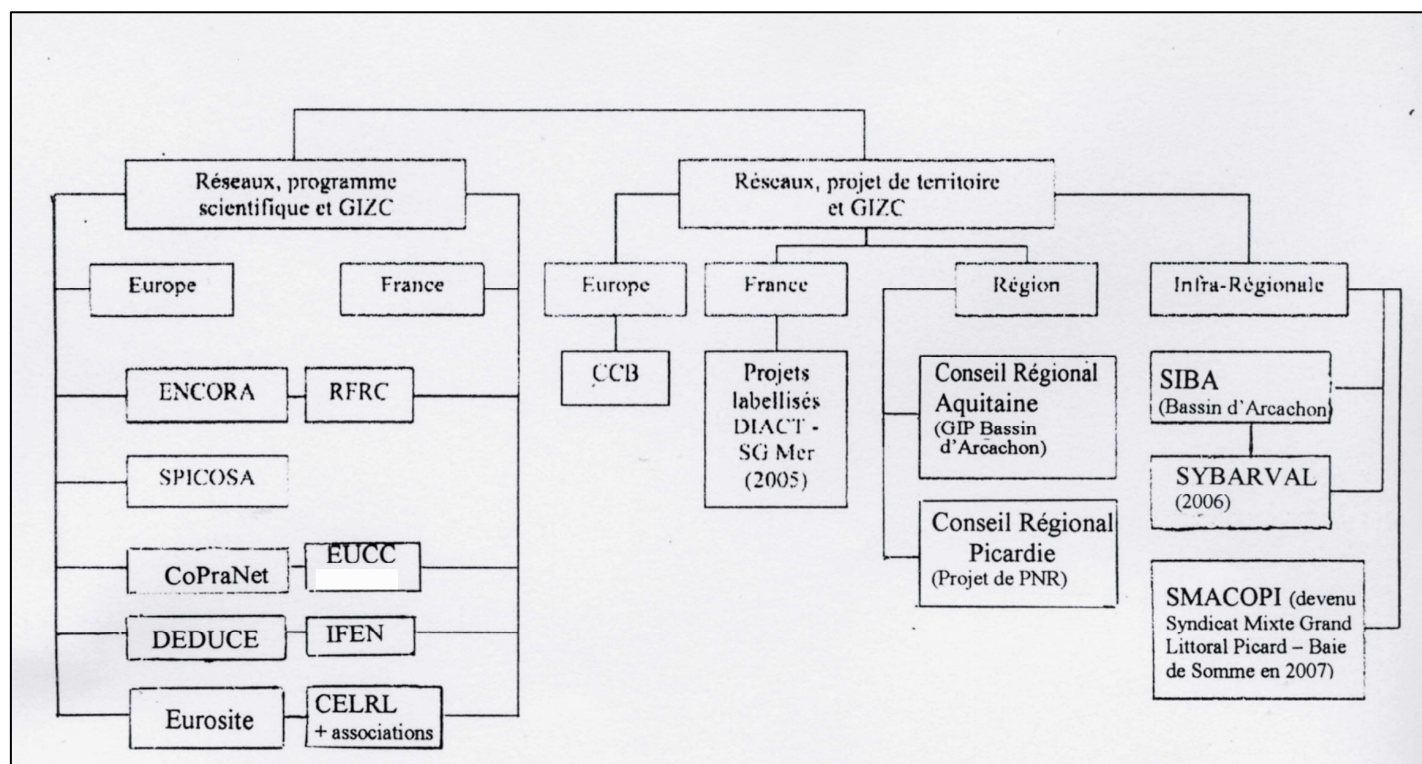 Réseaux, programme
scientifique et GIZC
Réseaux, projet de territoire
et GIZC
Europe
France
Europe
France
Région
Infra-Régionale
ENCORA
RFRC
SPICOSA
CoPraNet
EUCC
DEDUCE
IFEN
Eurosite
CELRL
+ associations
CCB
Projets
labellisés
DIACT -
SG Mer
(2005)
Conseil Régional
Aquitaine
(GIP Bassin
d'Arcachon)
Conseil Régional
Picardie
(Projet de PNR)
SIBA
(Bassin d'Arcachon)
SYBARVAL
(2006)
SMACOPI (devenu
Syndicat Mixte Grand
Littoral Picard – Baie
de Somme en 2007)